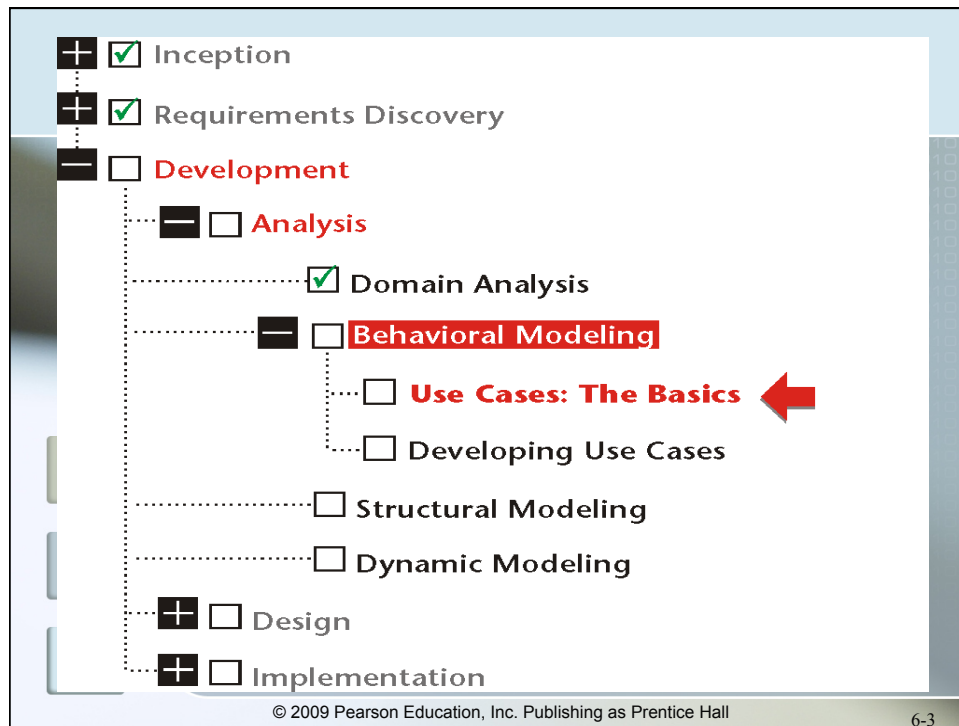 Inception
Requirements Discovery
Development
Analysis
Domain Analysis
Behavioral Modeling
Use Cases: The Basics
Developing Use Cases
Structural Modeling
Dynamic Modeling
Design
Implementation
© 2009 Pearson Education, Inc. Publishing as Prentice Hall
6-3